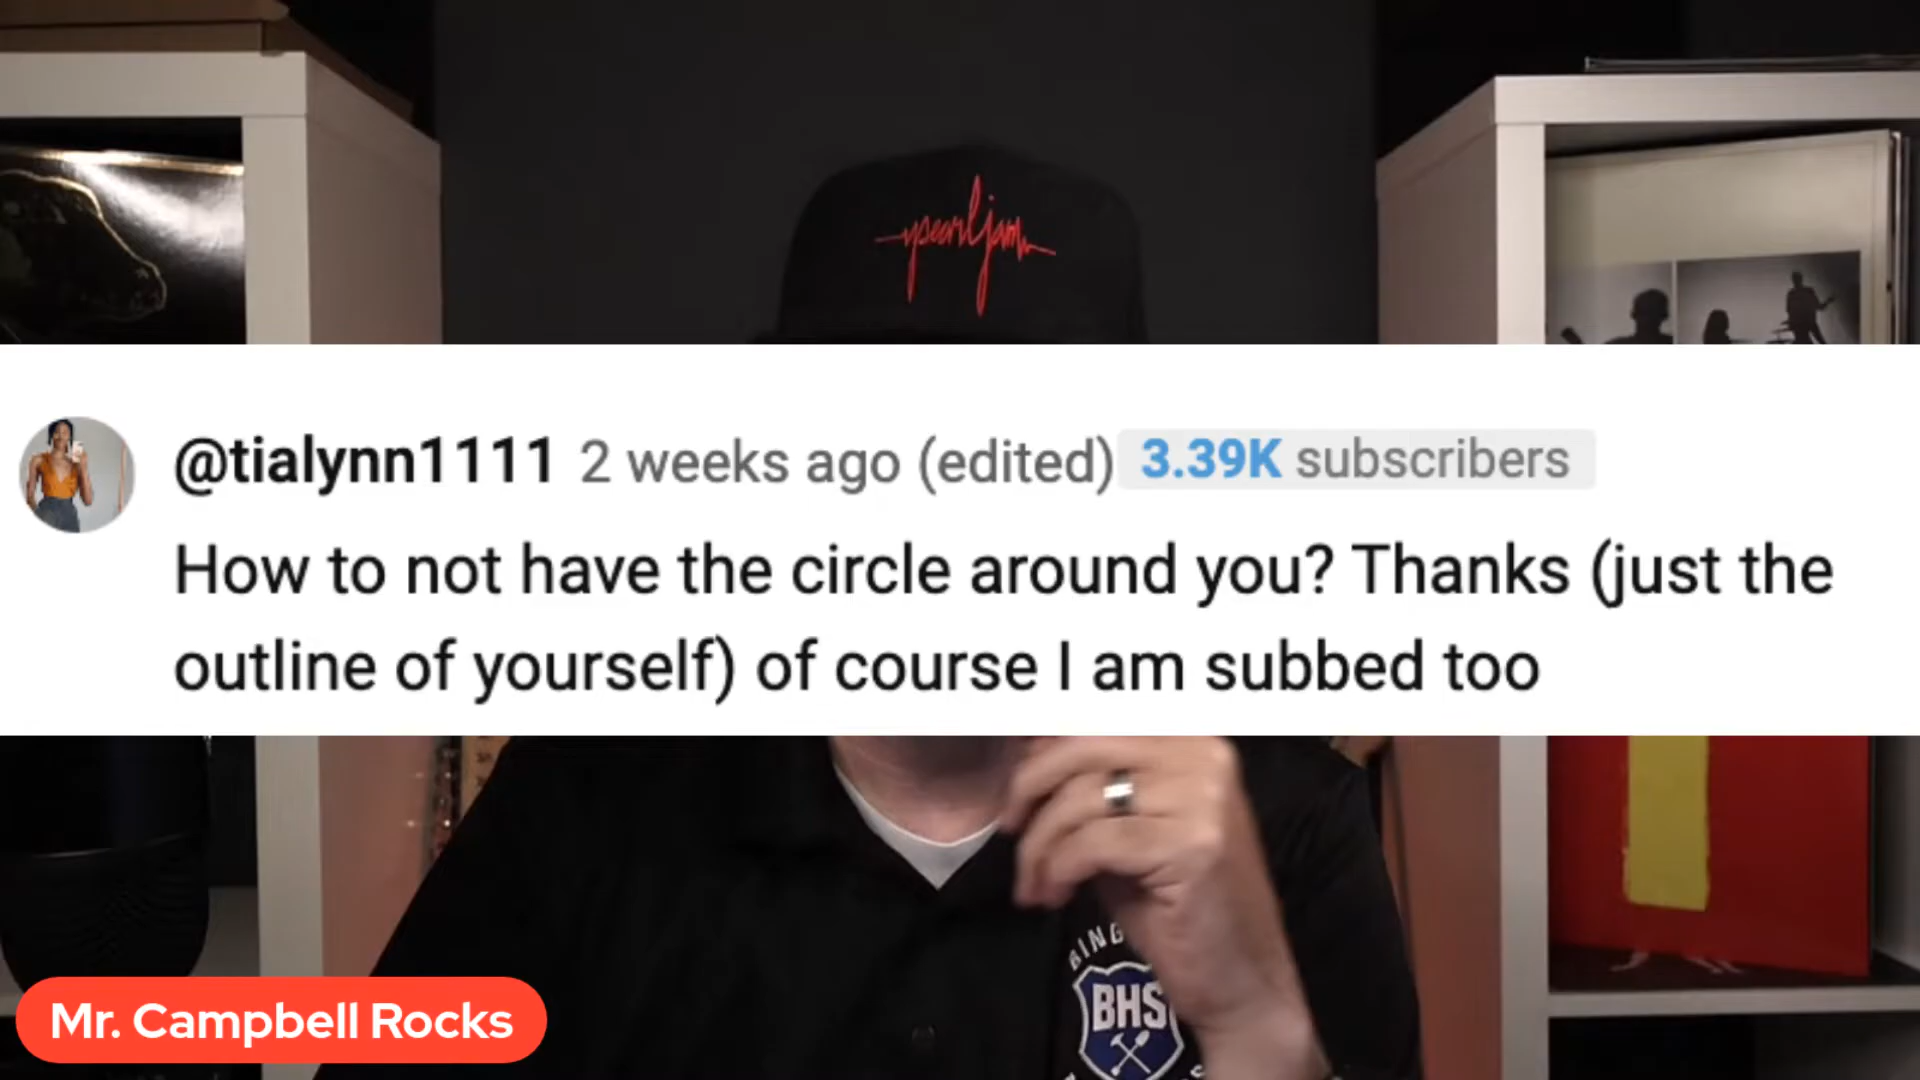 pearljam
@tialynn1111 2 weeks ago (edited) 3.39K subscribers
How to not have the circle around you? Thanks (just the
outline of yourself) of course I am subbed too
BING
BHS
Mr. Campbell Rocks